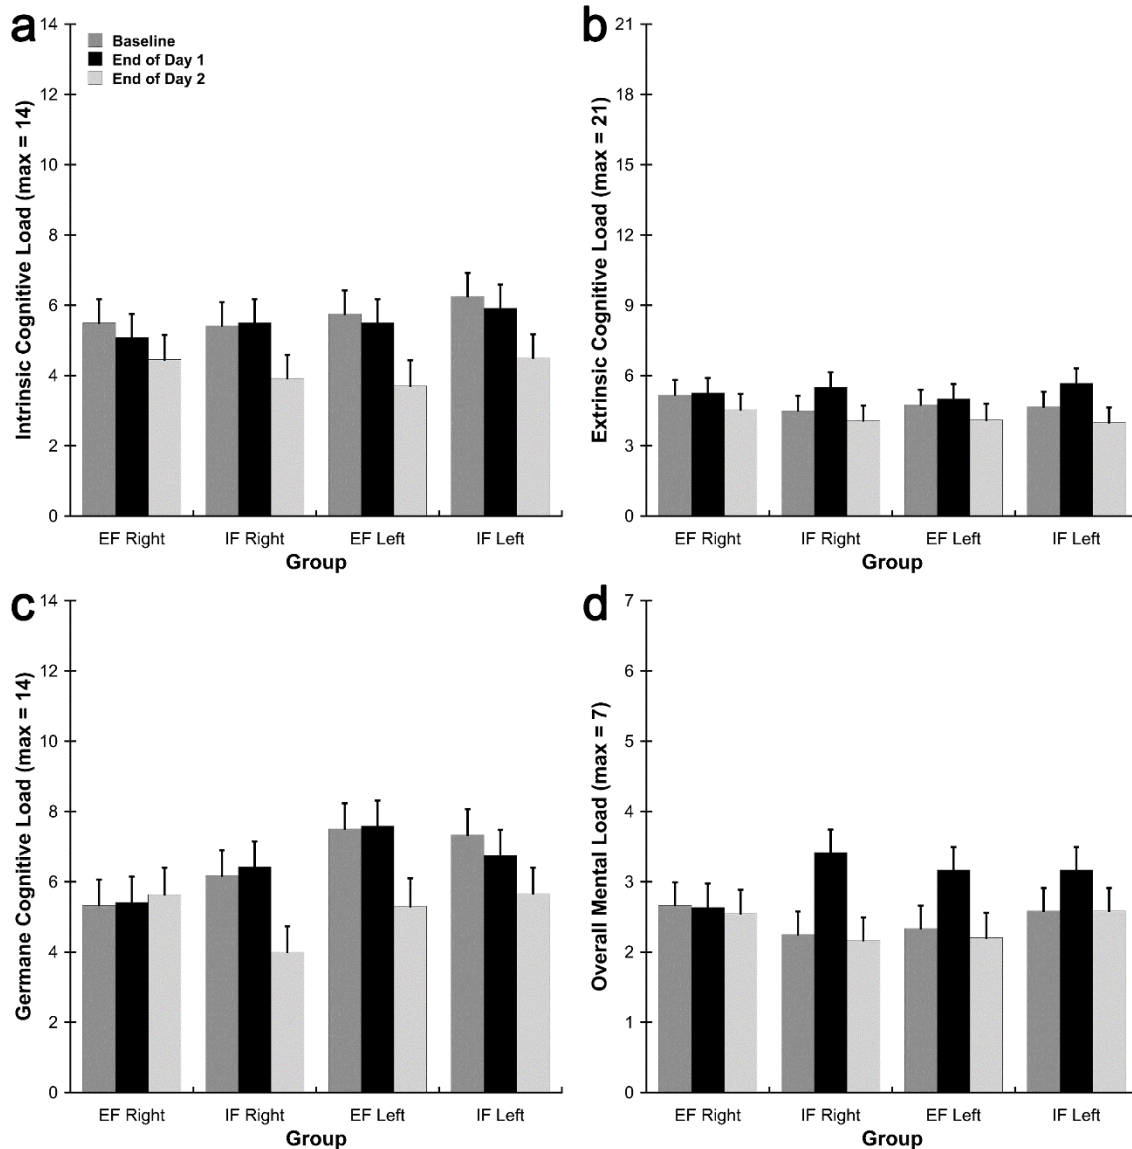 a
Intrinsic Cognitive Load (max = 14)
14
12
10
8
6
4
2
0
Baseline
End of Day 1
End of Day 2
EF Right IF Right EF Left IF Left
Group
b
Extrinsic Cognitive Load (max = 21)
21
18
15
12
9
6
3
0
EF Right IF Right EF Left IF Left
Group
c
Germane Cognitive Load (max = 14)
14
12
10
8
6
4
2
0
EF Right IF Right EF Left IF Left
Group
d
Overall Mental Load (max = 7)
7
6
5
4
3
2
1
0
EF Right IF Right EF Left IF Left
Group